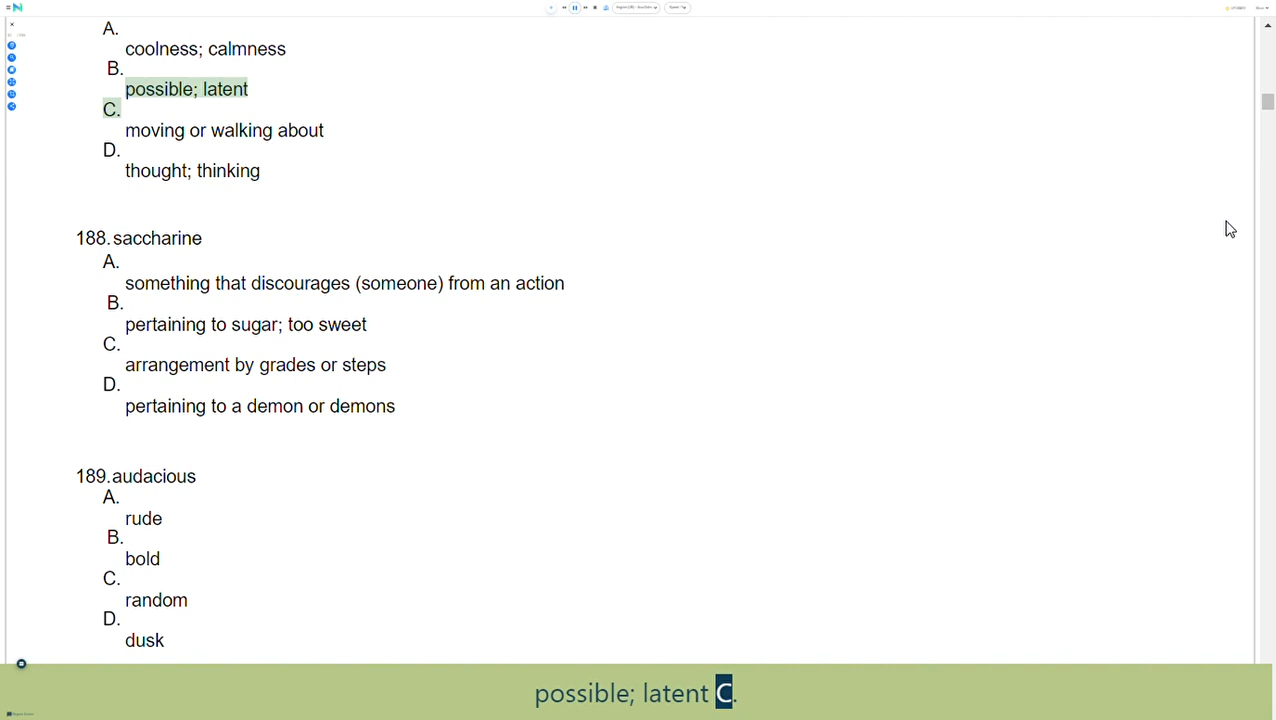 A.
coolness; calmness
B.
possible; latent
C.
moving or walking about
D.
thought; thinking
188. saccharine
A.
something that discourages (someone) from an action
B.
pertaining to sugar; too sweet
C.
arrangement by grades or steps
D.
pertaining to a demon or demons
189. audacious
A.
rude
B.
bold
C.
random
D.
dusk
possible; latent C.